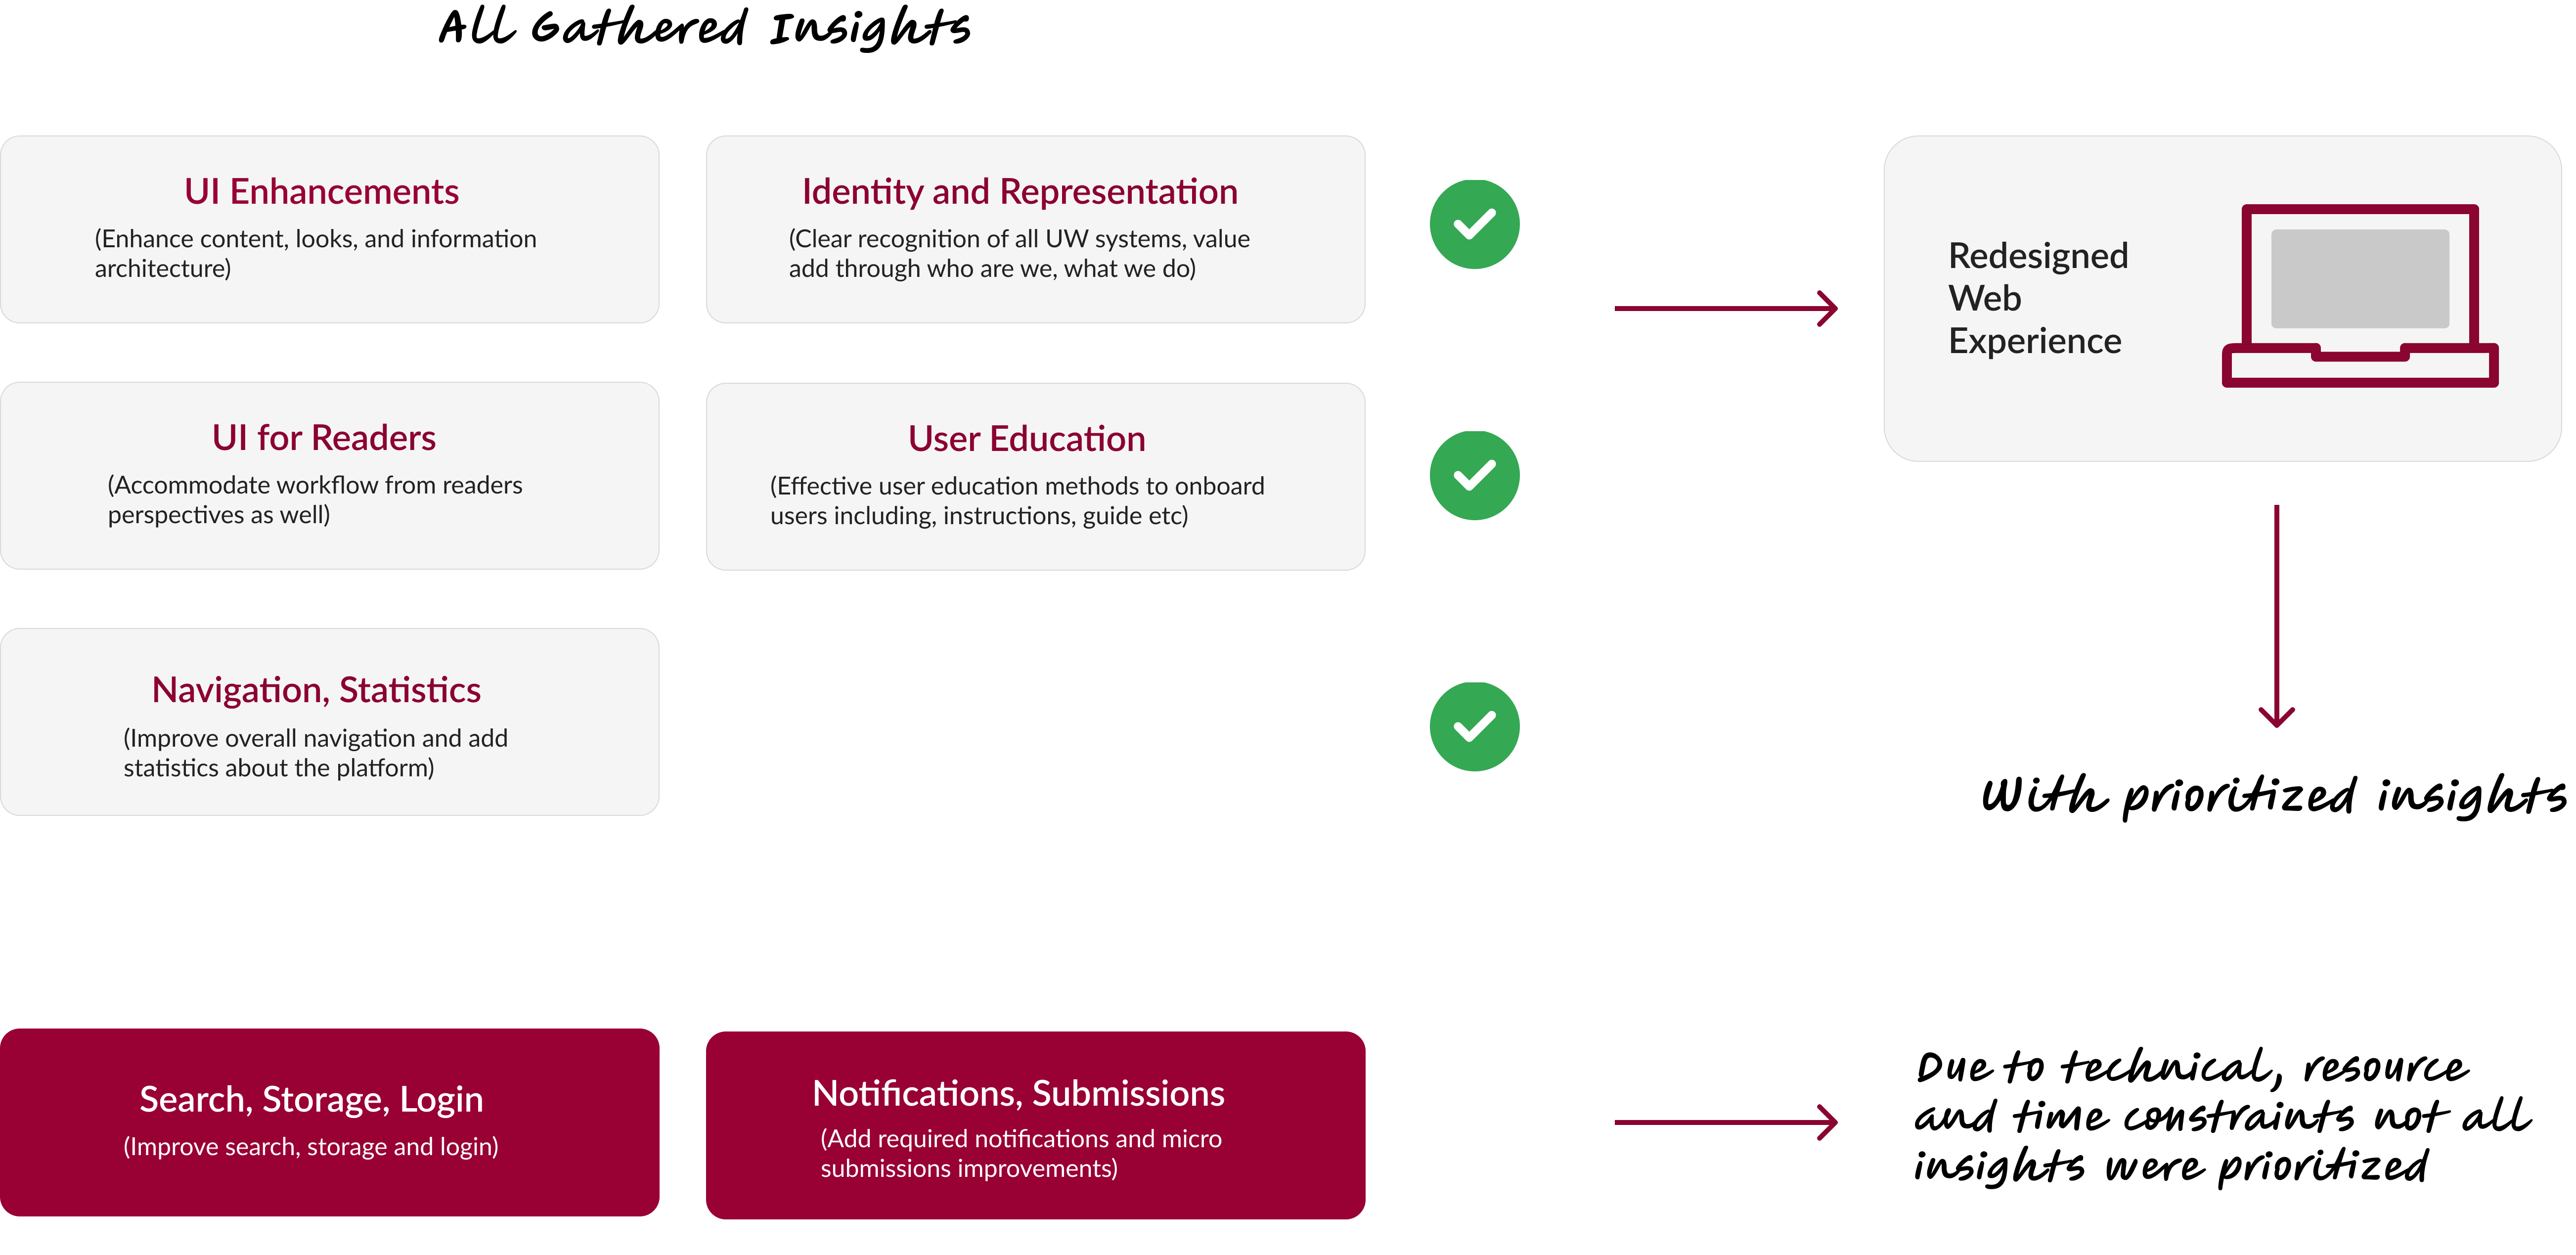 All Gathered Insights
UI Enhancements
(Enhance content, looks, and information
architecture)
Identity and Representation
(Clear recognition of all UW systems, value
add through who are we, what we do)
Redesigned
Web
Experience
UI for Readers
(Accommodate workflow from readers
perspectives as well)
User Education
(Effective user education methods to onboard
users including, instructions, guide etc)
Navigation, Statistics
(Improve overall navigation and add
statistics about the platform)
With prioritized insights
Search, Storage, Login
(Improve search, storage and login)
Notifications, Submissions
(Add required notifications and micro
submissions improvements)
Due to technical, resource
and time constraints not all
insights were prioritized